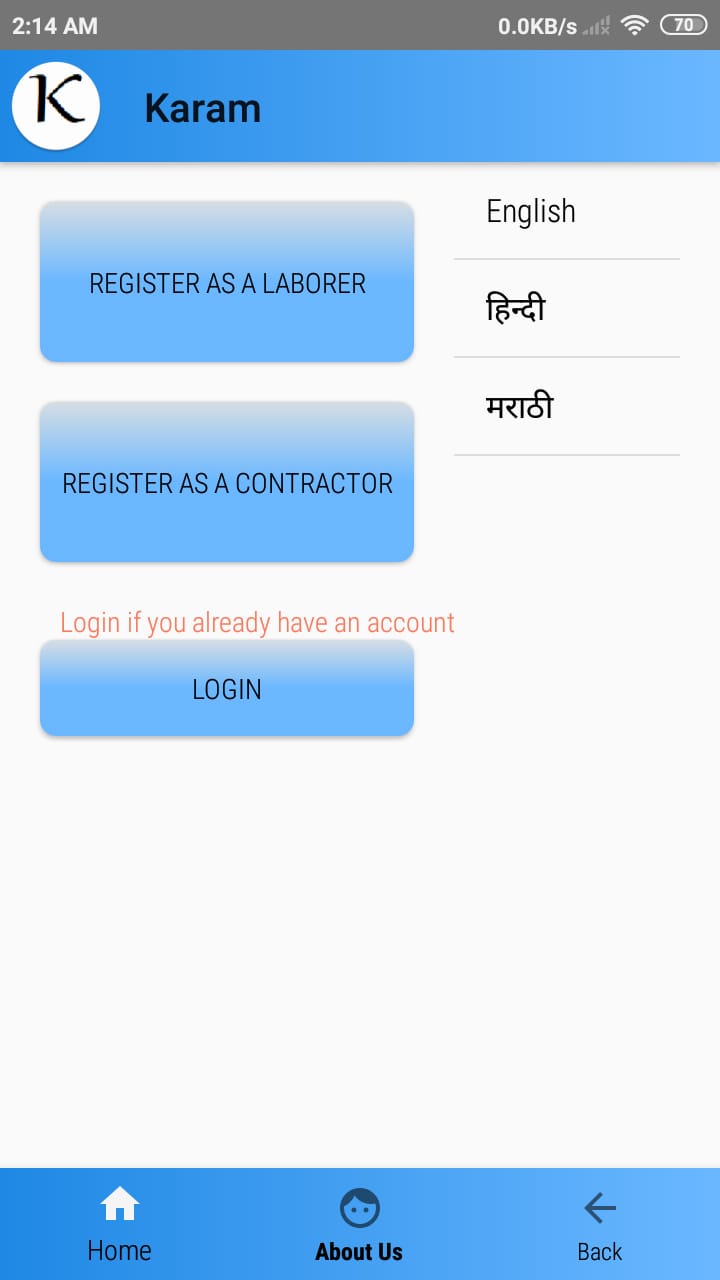 2:14 AM 0.0KB/s 70
K Karam
REGISTER AS A LABORER
English
हिन्दी
मराठी
REGISTER AS A CONTRACTOR
Login if you already have an account
LOGIN
Home About Us Back